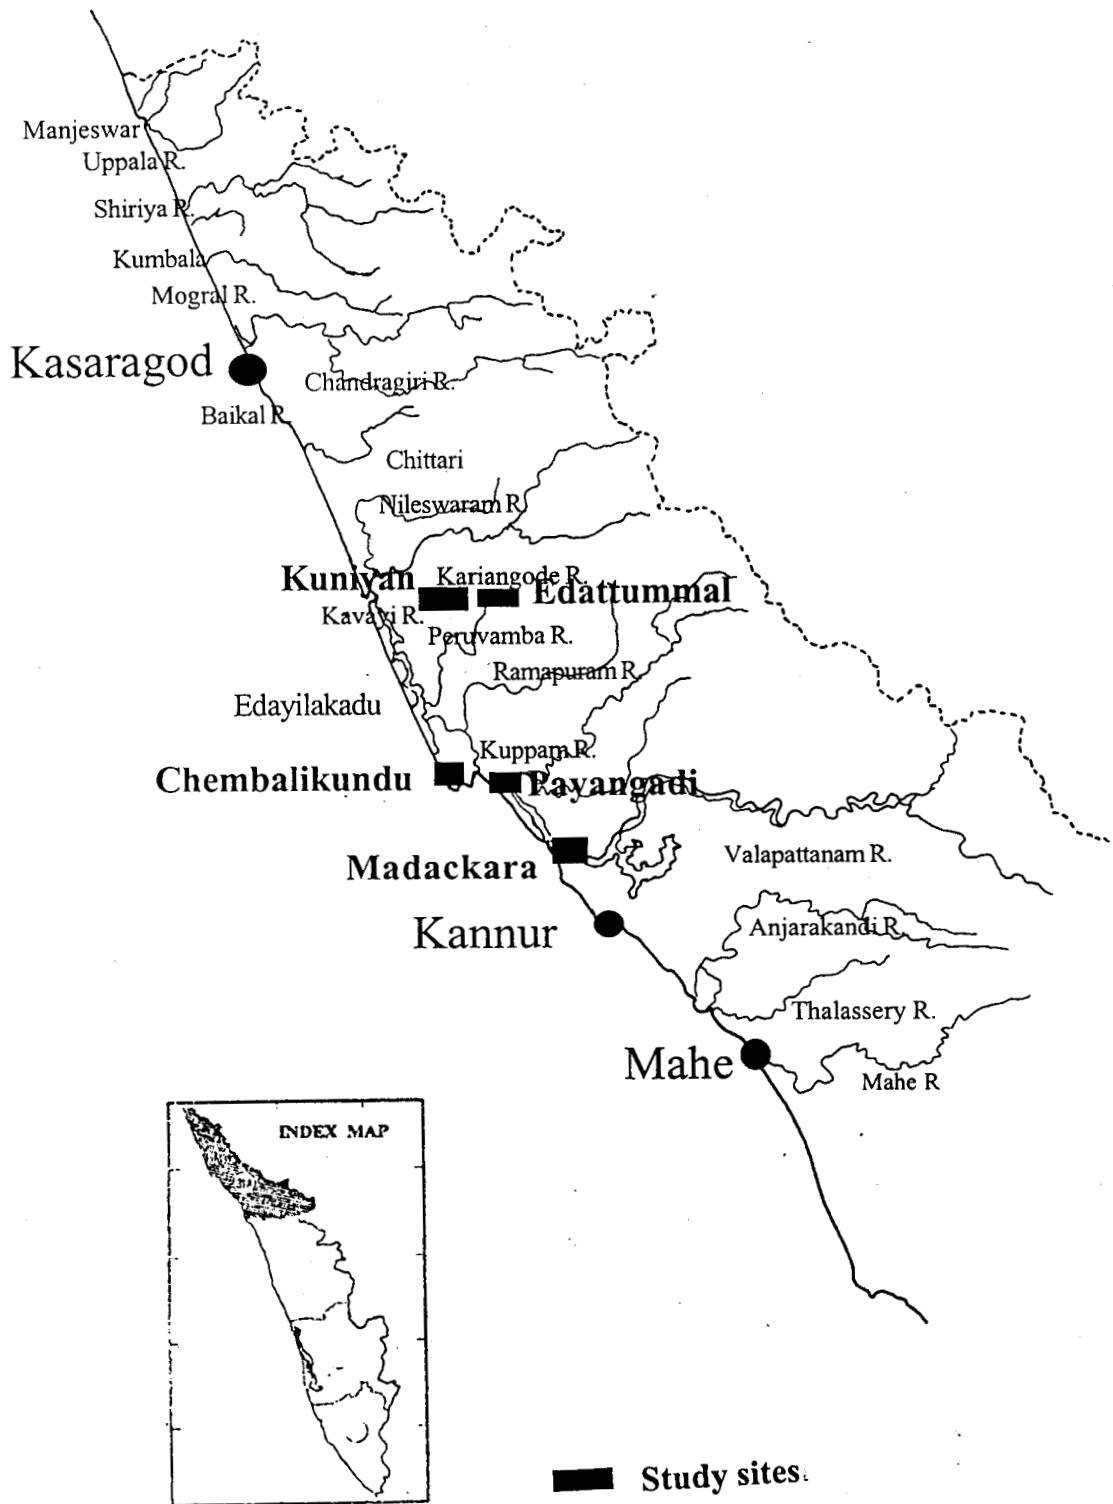 Manjeswar
Uppala R.
Shiriya R.
Kumbala
Mogral R.
Kasaragod
Chandragiri R.
Baikal R.
Chittari
Nileswaram R
Kuniyan
Kariangode R.
Edattummal
Kavayi R.
Peruvamba R.
Ramapuram R.
Edayilakadu
Kuppam R.
Chembalikundu
Payangadi
Valapattanam R.
Madackara
Kannur
Anjarakandi R
Thalassery R.
Mahe
Mahe R
INDEX MAP
Study sites